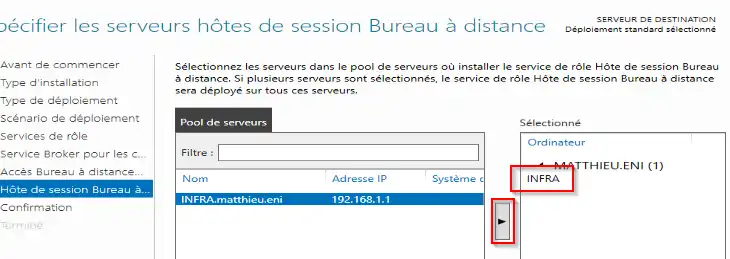 pécifier les serveurs hôtes de session Bureau à distance
SERVEUR DE DESTINATION
Déploiement standard sélectionné
Avant de commencer
Type d'installation
Type de déploiement
Scénario de déploiement
Services de rôle
Service Broker pour les c...
Accès Bureau à distance...
Hôte de session Bureau à...
Confirmation
Terminé
Sélectionnez les serveurs dans le pool de serveurs où installer le service de rôle Hôte de session Bureau
à distance. Si plusieurs serveurs sont sélectionnés, le service de rôle Hôte de session Bureau à distance
sera déployé sur tous ces serveurs.
Pool de serveurs
Filtre :
Nom Adresse IP Système d
INFRA.matthieu.eni 192.168.1.1
Sélectionné
Ordinateur
MATTHIEU.ENI (1)
INFRA